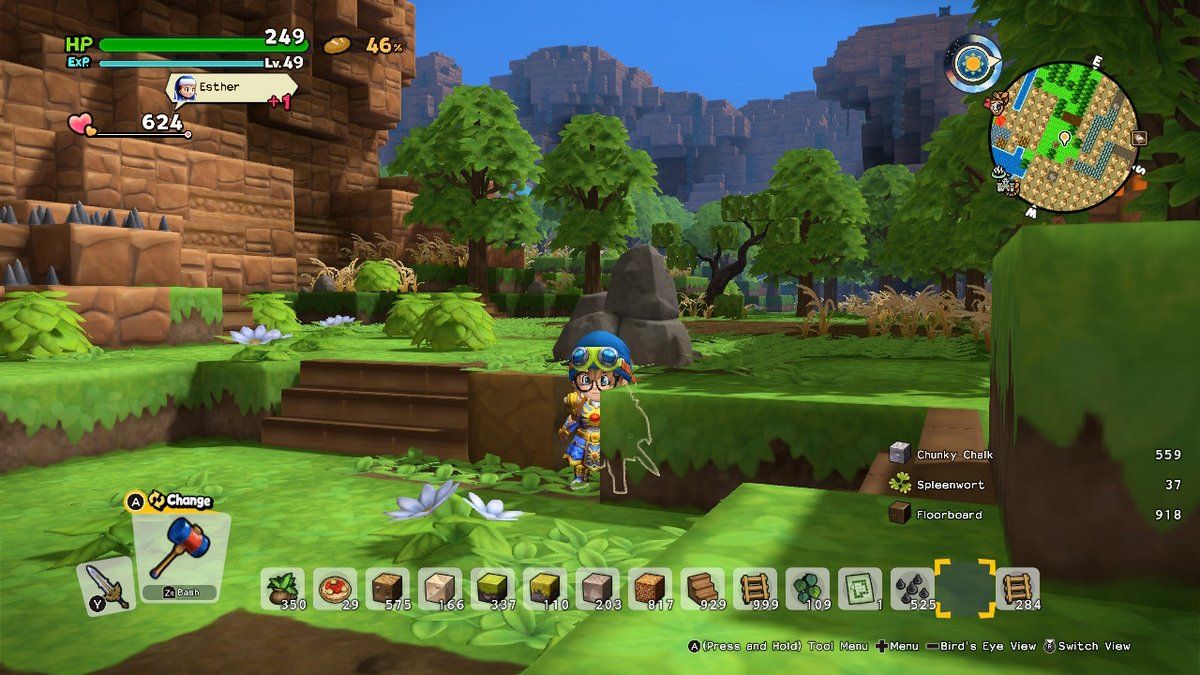 HP 249 46%
EXP. Lv.49
Esther
+1
624
E
S
W
Chunky Chalk 559
Spleenwort 37
Floorboard 918
A Change
ZR Bash
Y
350 29 575 166 337 110 203 817 929 999 109 1 525 284
A (Press and Hold) Tool Menu Menu Bird's Eye View R Switch View